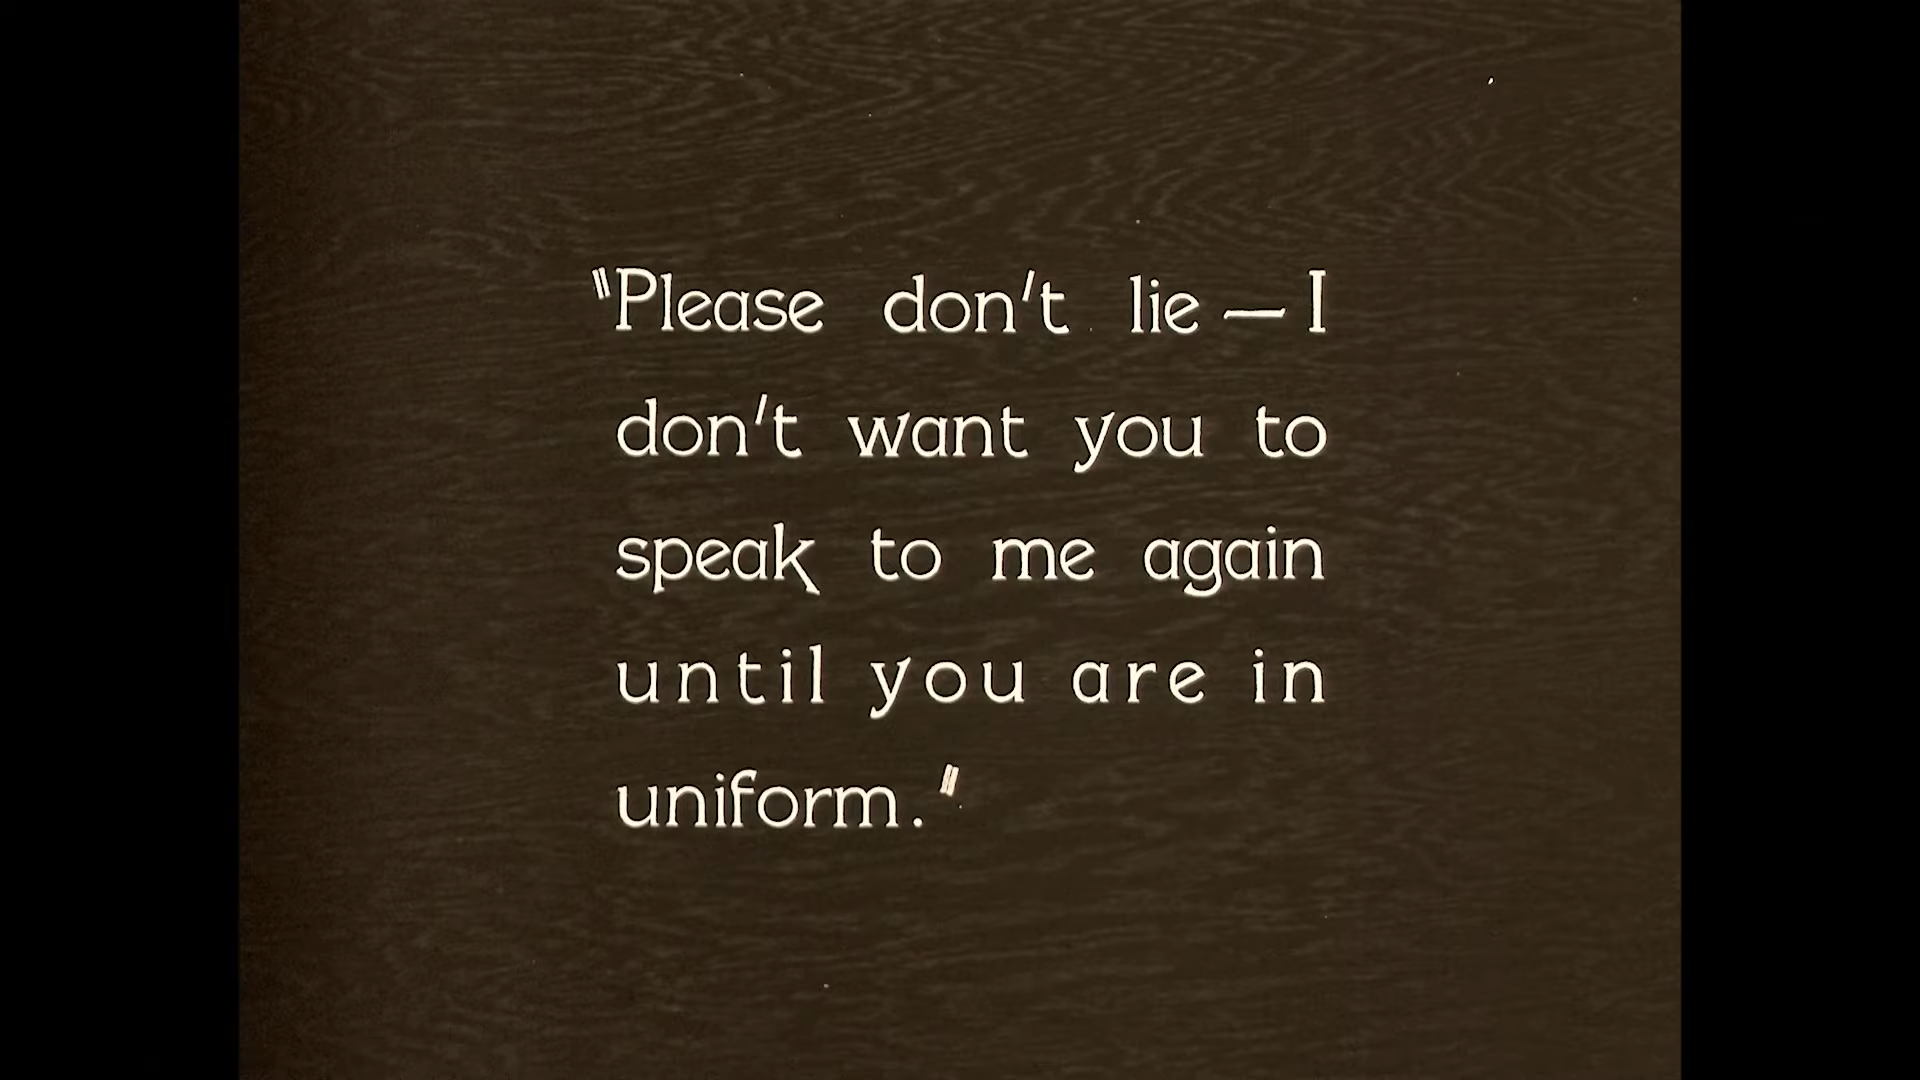 "Please don't lie — I
don't want you to
speak to me again
until you are in
uniform."